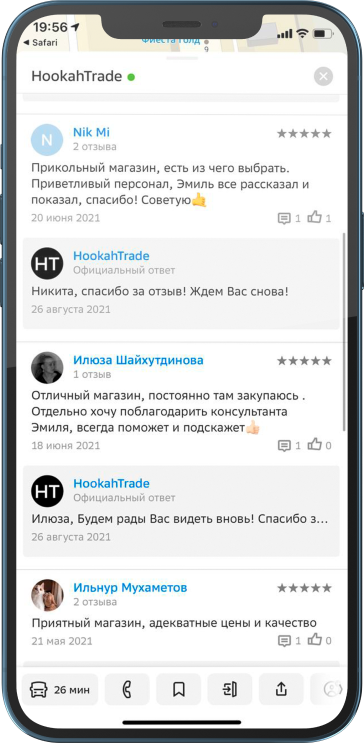 19:56
Safari
Фиеста Голд
9
HookahTrade
N
Nik Mi
2 отзыва
Прикольный магазин, есть из чего выбрать.
Приветливый персонал, Эмиль все рассказал и
показал, спасибо! Советую👍
20 июня 2021
1
1
HT
HookahTrade
Официальный ответ
Никита, спасибо за отзыв! Ждем Вас снова!
26 августа 2021
Илюза Шайхутдинова
1 отзыв
Отличный магазин, постоянно там закупаюсь .
Отдельно хочу поблагодарить консультанта
Эмиля, всегда поможет и подскажет👍🏻
18 июня 2021
1
0
HT
HookahTrade
Официальный ответ
Илюза, Будем рады Вас видеть вновь! Спасибо з...
26 августа 2021
Ильнур Мухаметов
2 отзыва
Приятный магазин, адекватные цены и качество
21 мая 2021
1
0
26 мин